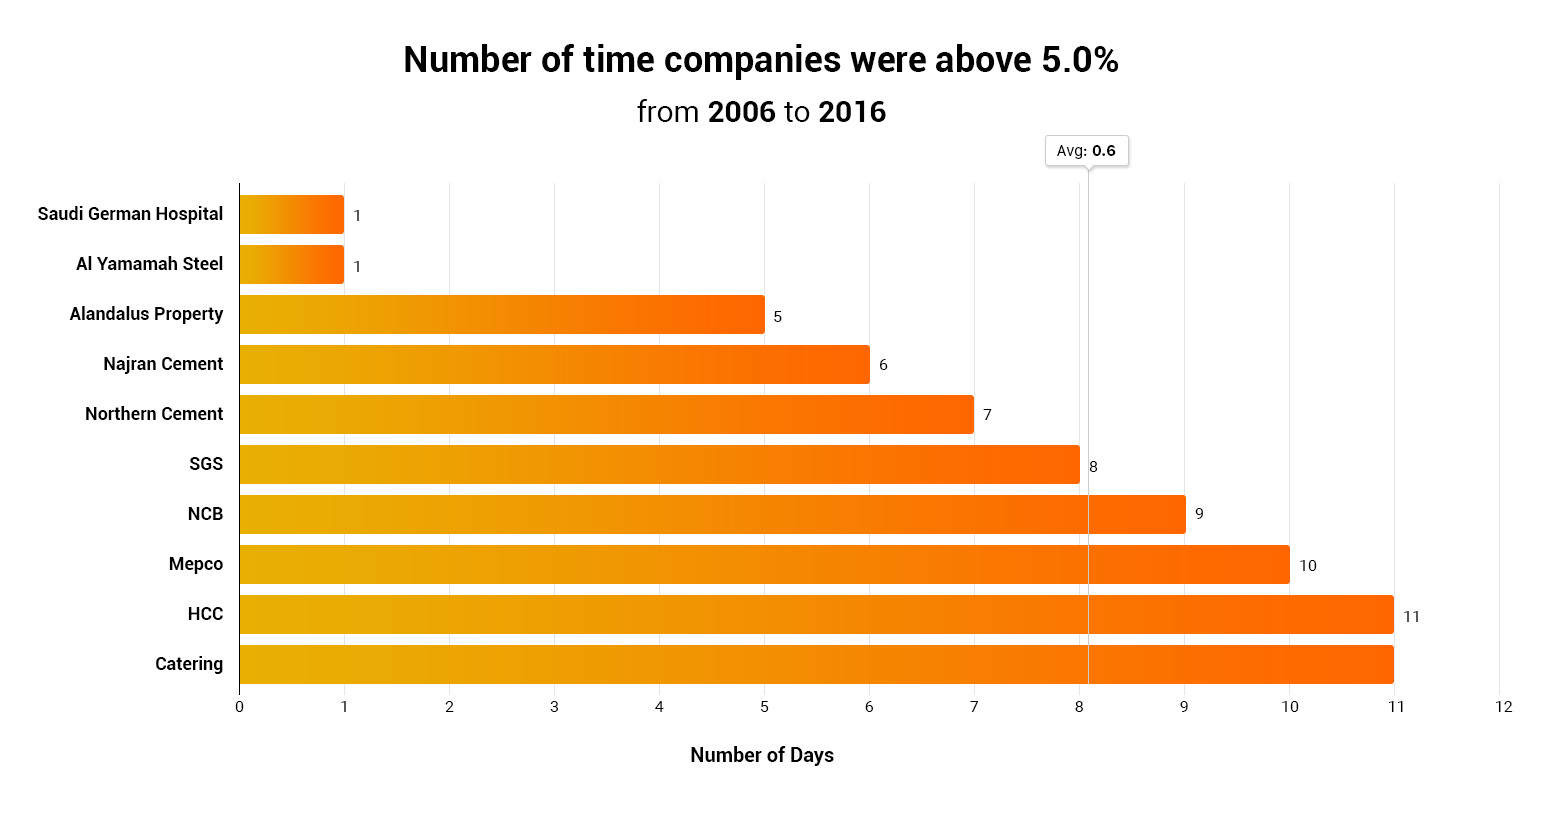 Number of time companies were above 5.0%
from 2006 to 2016
Avg: 0.6
Saudi German Hospital 1
Al Yamamah Steel 1
Alandalus Property 5
Najran Cement 6
Northern Cement 7
SGS 8
NCB 9
Mepco 10
HCC 11
Catering
0 1 2 3 4 5 6 7 8 9 10 11 12
Number of Days